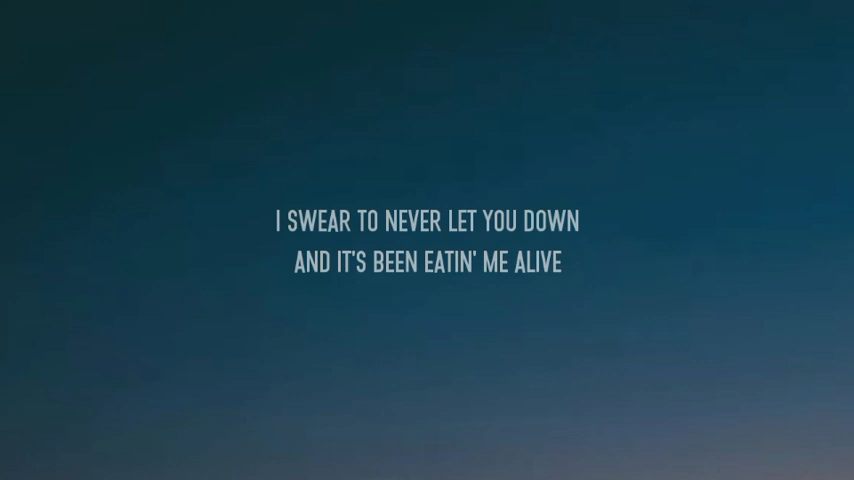 I SWEAR TO NEVER LET YOU DOWN
AND IT'S BEEN EATIN' ME ALIVE